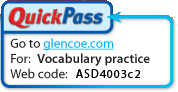 QuickPass
Go to glencoe.com
For: Vocabulary practice
Web code: ASD4003c2